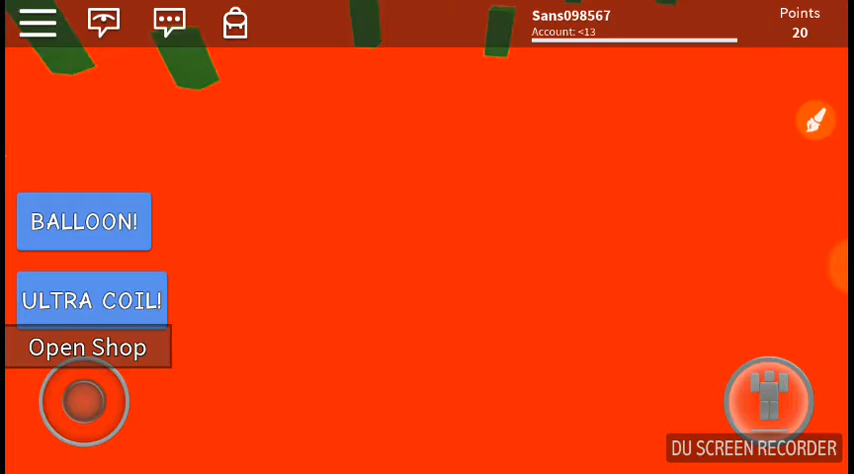 Sans098567
Account: <13
Points
20
BALLOON!
ULTRA COIL!
Open Shop
DU SCREEN RECORDER